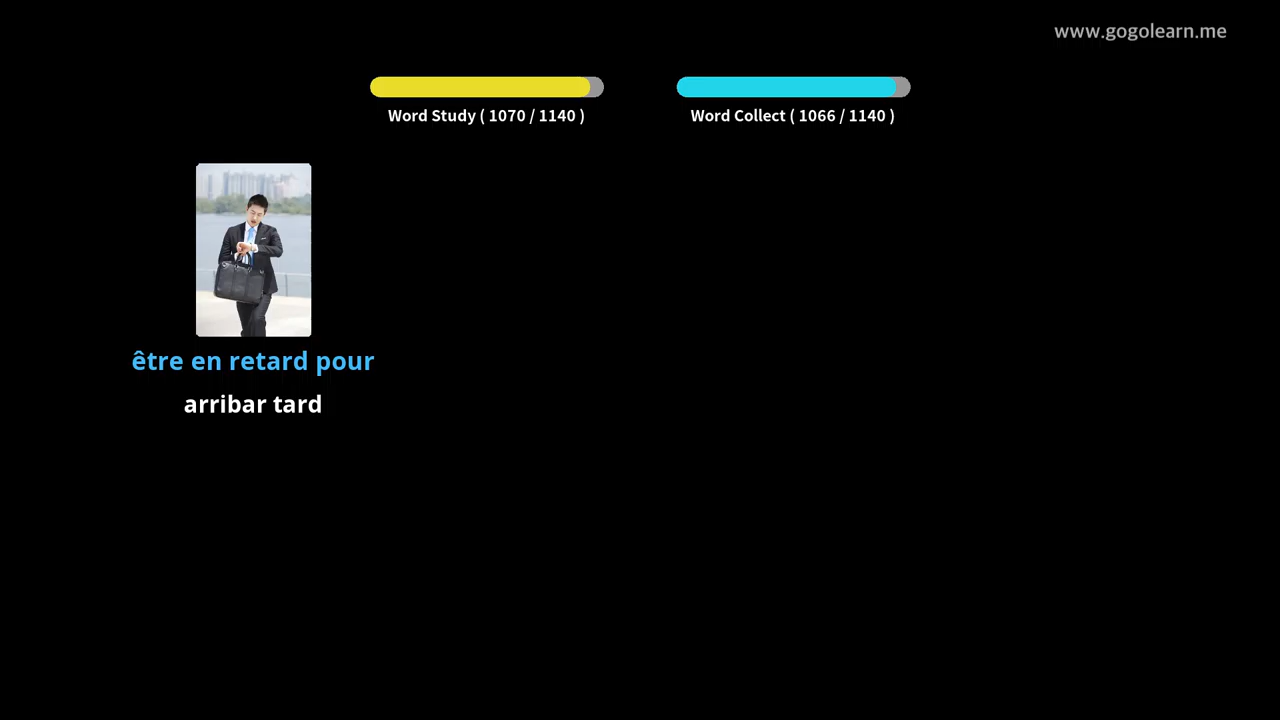 www.gogolearn.me
Word Study ( 1070 / 1140 )
Word Collect ( 1066 / 1140 )
être en retard pour
arribar tard